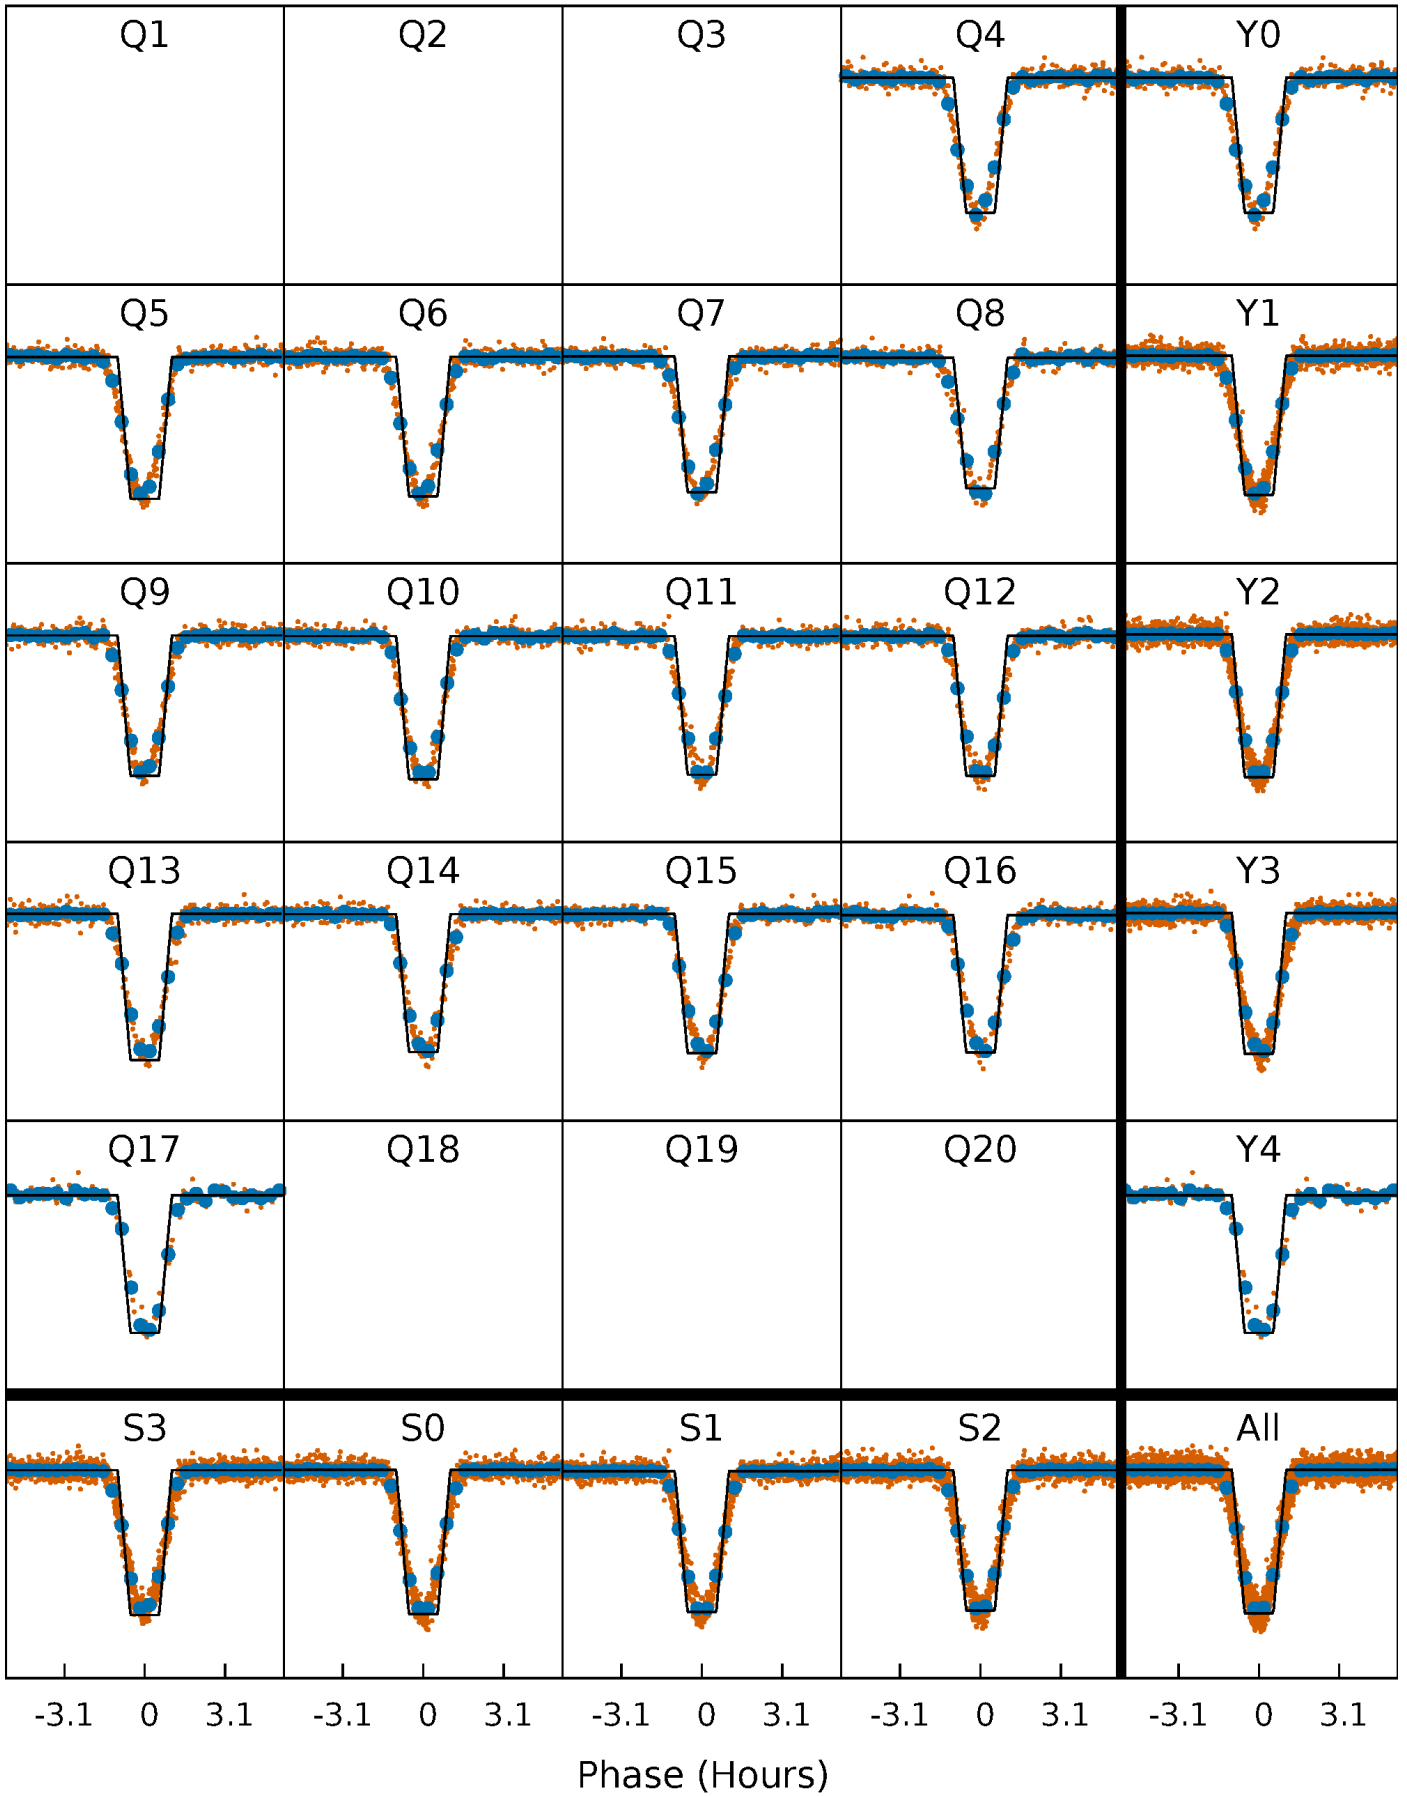 Q1 Q2 Q3 Q4 Y0
Q5 Q6 Q7 Q8 Y1
Q9 Q10 Q11 Q12 Y2
Q13 Q14 Q15 Q16 Y3
Q17 Q18 Q19 Q20 Y4
S3 S0 S1 S2 All
-3.1 0 3.1 -3.1 0 3.1 -3.1 0 3.1 -3.1 0 3.1 -3.1 0 3.1
Phase (Hours)